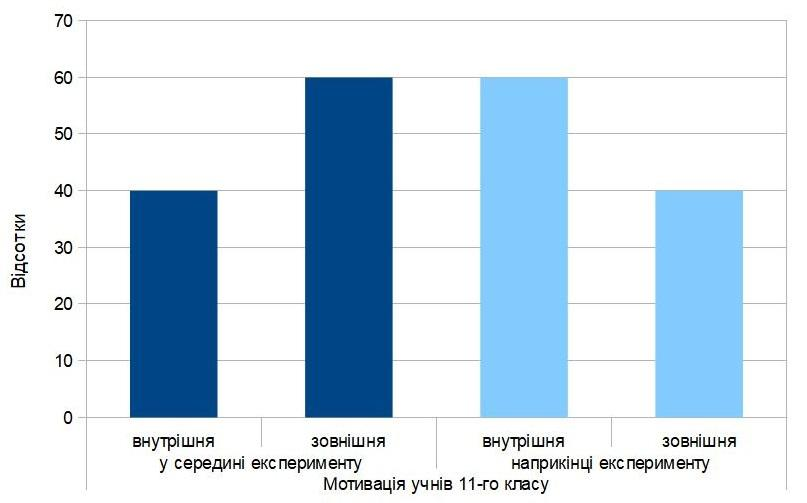 70
60
50
40
30
20
10
0
Відсотки
внутрішня зовнішня внутрішня зовнішня
у середині експерименту наприкінці експерименту
Мотивація учнів 11-го класу